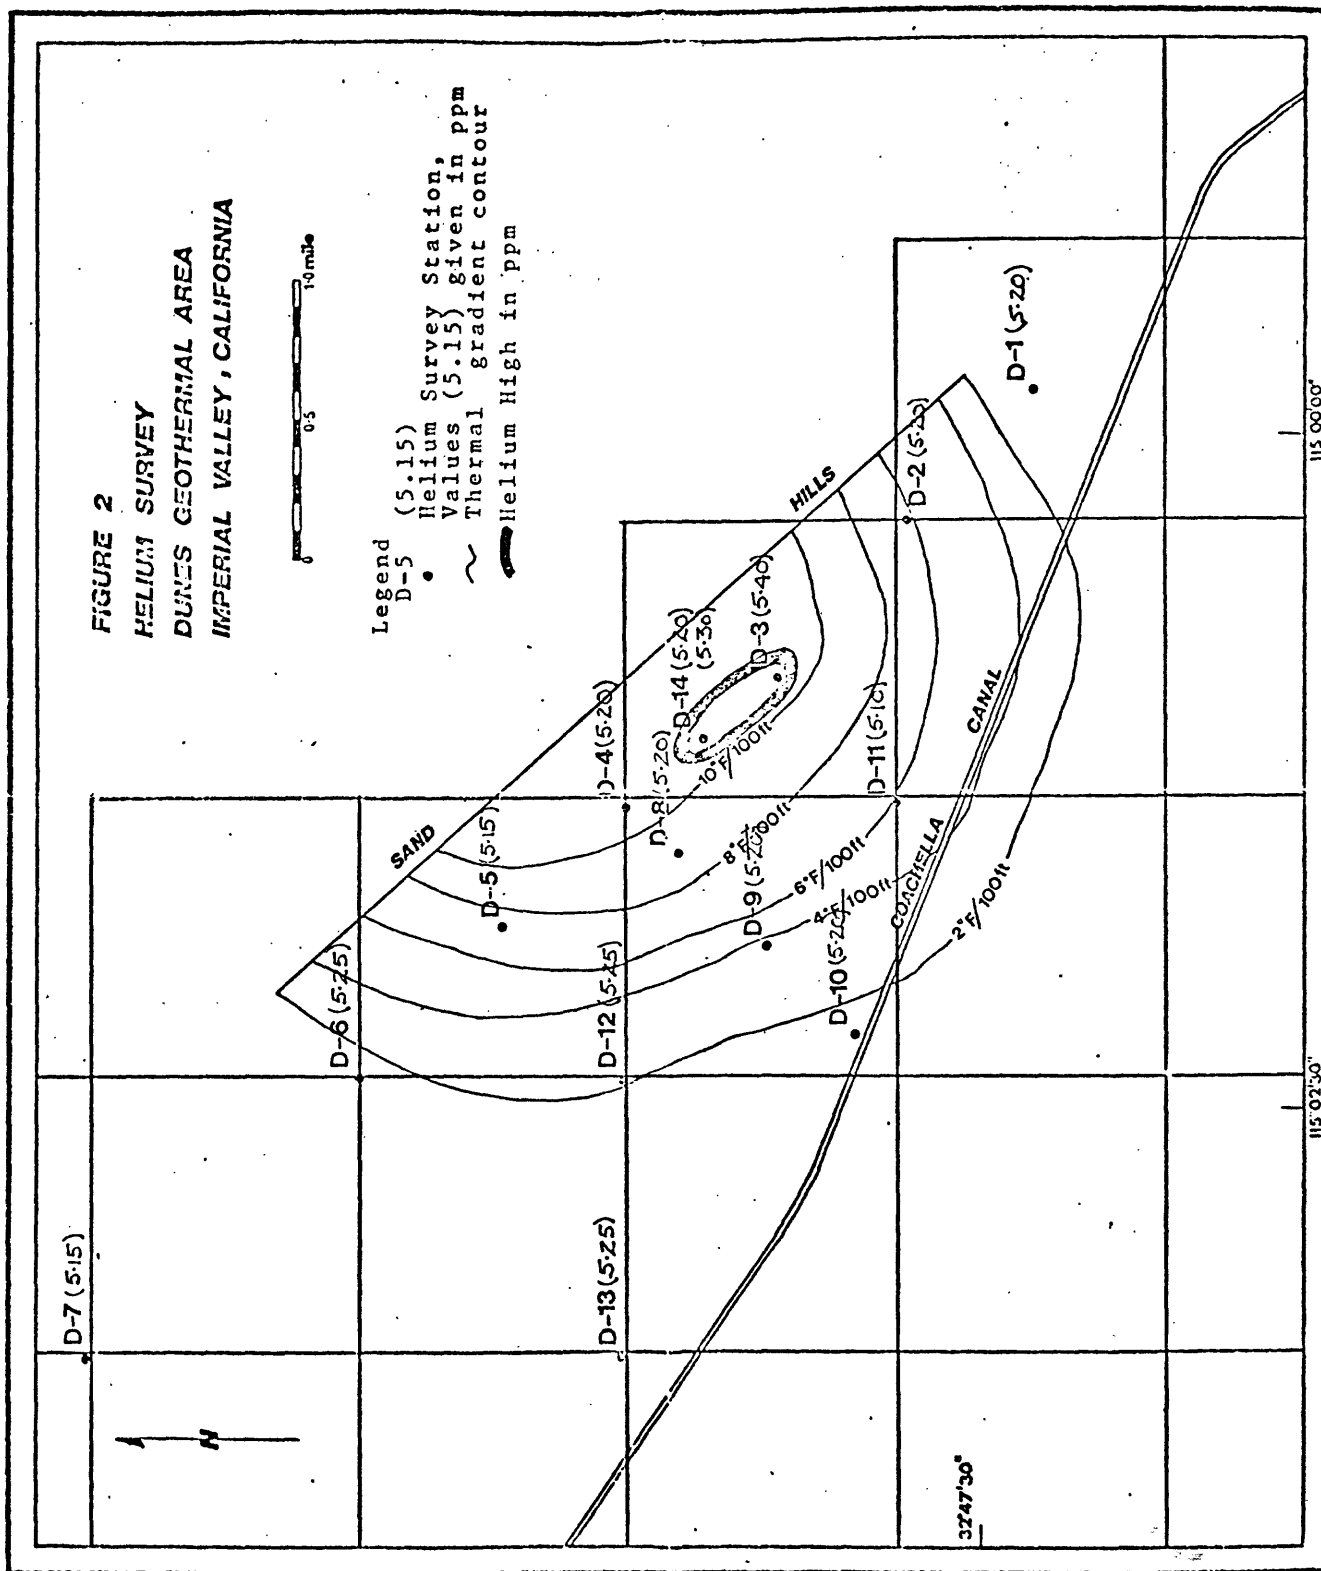 FIGURE 2
HELIUM SURVEY
DUNES GEOTHERMAL AREA
IMPERIAL VALLEY, CALIFORNIA
0 0·5 1·0 mile
Legend
D-5 (5.15)
Helium Survey Station,
Values (5.15) given in ppm
Thermal gradient contour
Helium High in ppm
D-7 (5·15)
D-6 (5·25)
SAND
D-5 (5·15)
D-13 (5·25)
D-12 (5·25)
D-4 (5·20)
D-8 (5·20)
D-14 (5·20)
(5·30)
D-3 (5·40)
HILLS
10°F/100ft
8°F/100ft
6°F/100ft
4°F/100ft
2°F/100ft
D-9 (5·20)
D-10 (5·20)
D-11 (5·10)
D-2 (5·20)
D-1 (5·20)
COACHELLA CANAL
N
32°47'30"
115°02'30"
115°00'00"